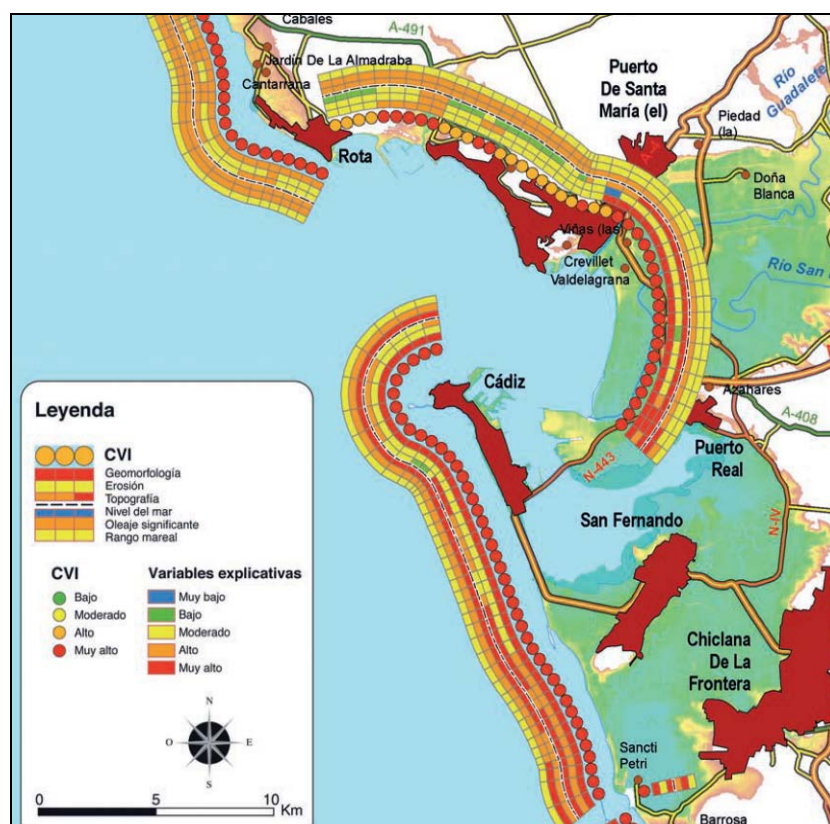 Cabales
A-491
Jardín De La Almadraba
Cantarrana
Rota
Puerto
De Santa
María (el)
Río
Guadalete
Piedad
(la)
Doña
Blanca
Río San
Viñas (las)
Crevillet
Valdelagrana
Cádiz
Azahares
A-408
Puerto
Real
N-443
San Fernando
N-IV
Chiclana
De La
Frontera
Sancti
Petri
Barrosa
Leyenda
CVI
Geomorfología
Erosión
Topografía
Nivel del mar
Oleaje significante
Rango mareal
CVI
Bajo
Moderado
Alto
Muy alto
Variables explicativas
Muy bajo
Bajo
Moderado
Alto
Muy alto
N
O
E
S
0
5
10
Km